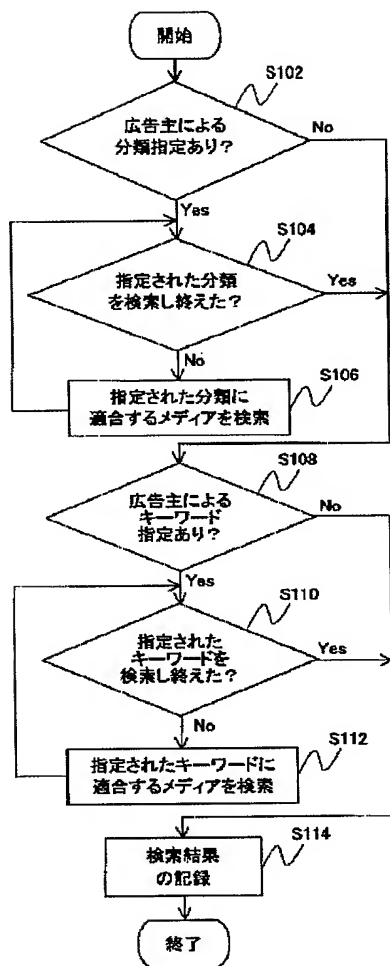 開始
S102
広告主による
分類指定あり?
No
Yes
S104
指定された分類
を検索し終えた?
Yes
No
S106
指定された分類に
適合するメディアを検索
S108
広告主による
キーワード
指定あり?
No
Yes
S110
指定された
キーワードを
検索し終えた?
Yes
No
S112
指定されたキーワードに
適合するメディアを検索
S114
検索結果
の記録
終了